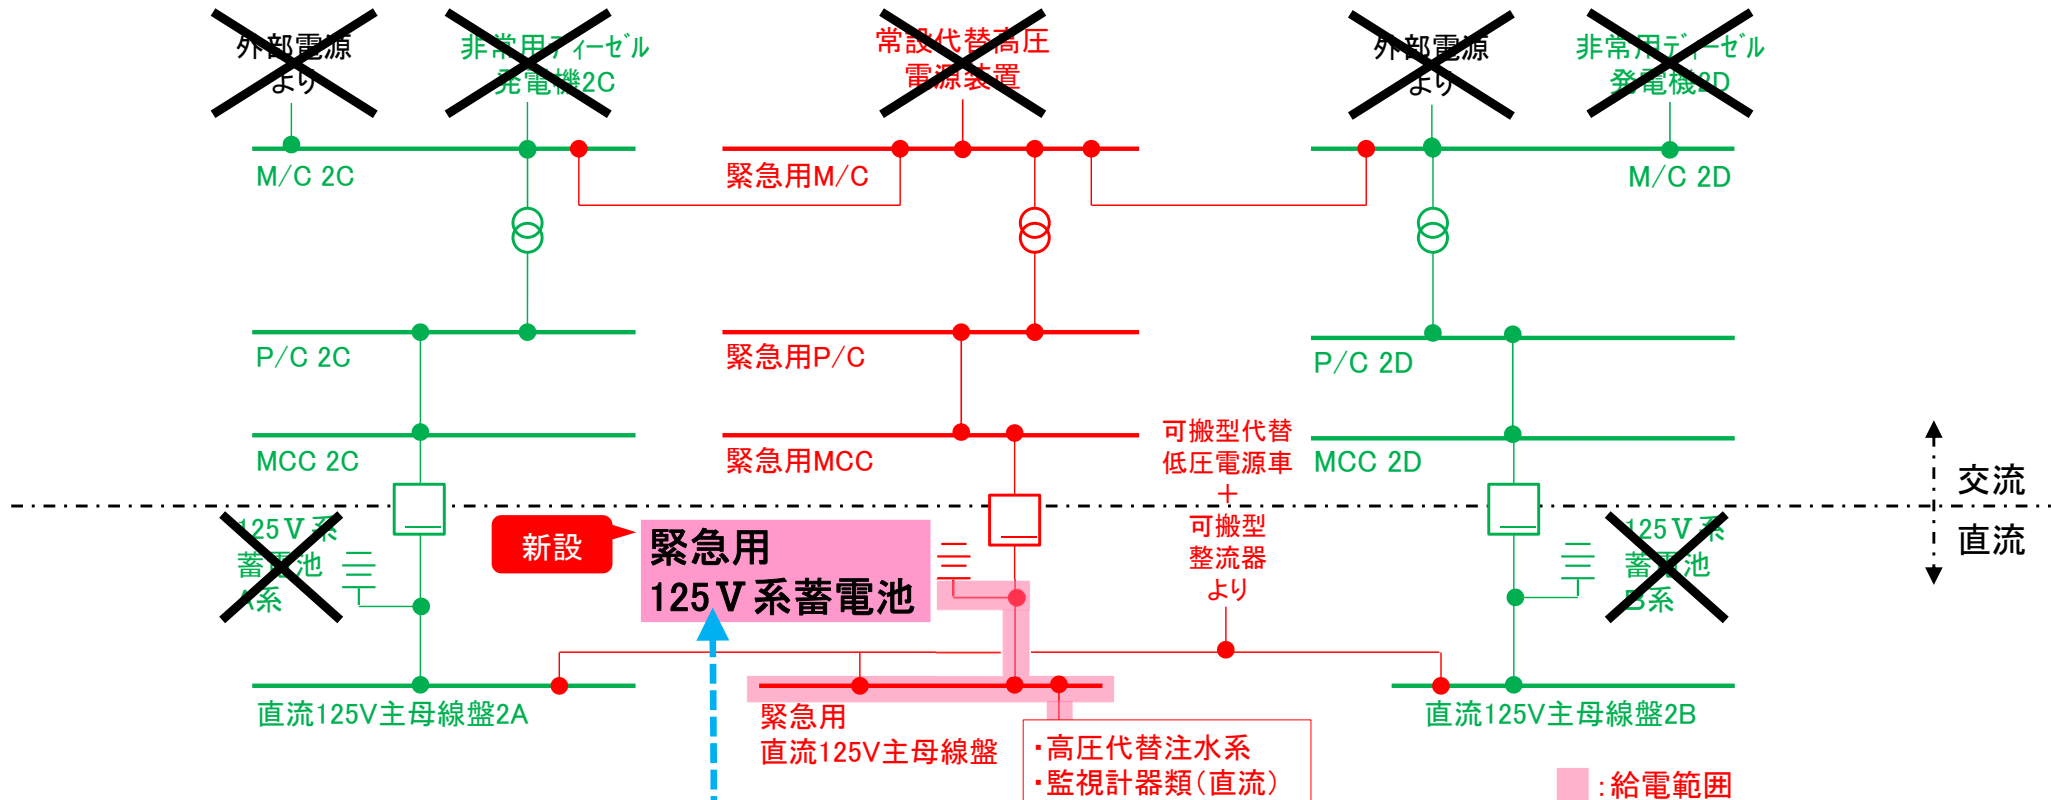 外部電源
より
非常用ディーゼル
発電機2C
常設代替高圧
電源装置
外部電源
より
非常用ディーゼル
発電機2D
M/C 2C
緊急用M/C
M/C 2D
P/C 2C
緊急用P/C
P/C 2D
MCC 2C
緊急用MCC
MCC 2D
可搬型代替
低圧電源車
+
可搬型
整流器
より
交流
直流
125V系
蓄電池
A系
新設
緊急用
125V系蓄電池
125V系
蓄電池
B系
直流125V主母線盤2A
緊急用
直流125V主母線盤
直流125V主母線盤2B
・高圧代替注水系
・監視計器類(直流)
:給電範囲